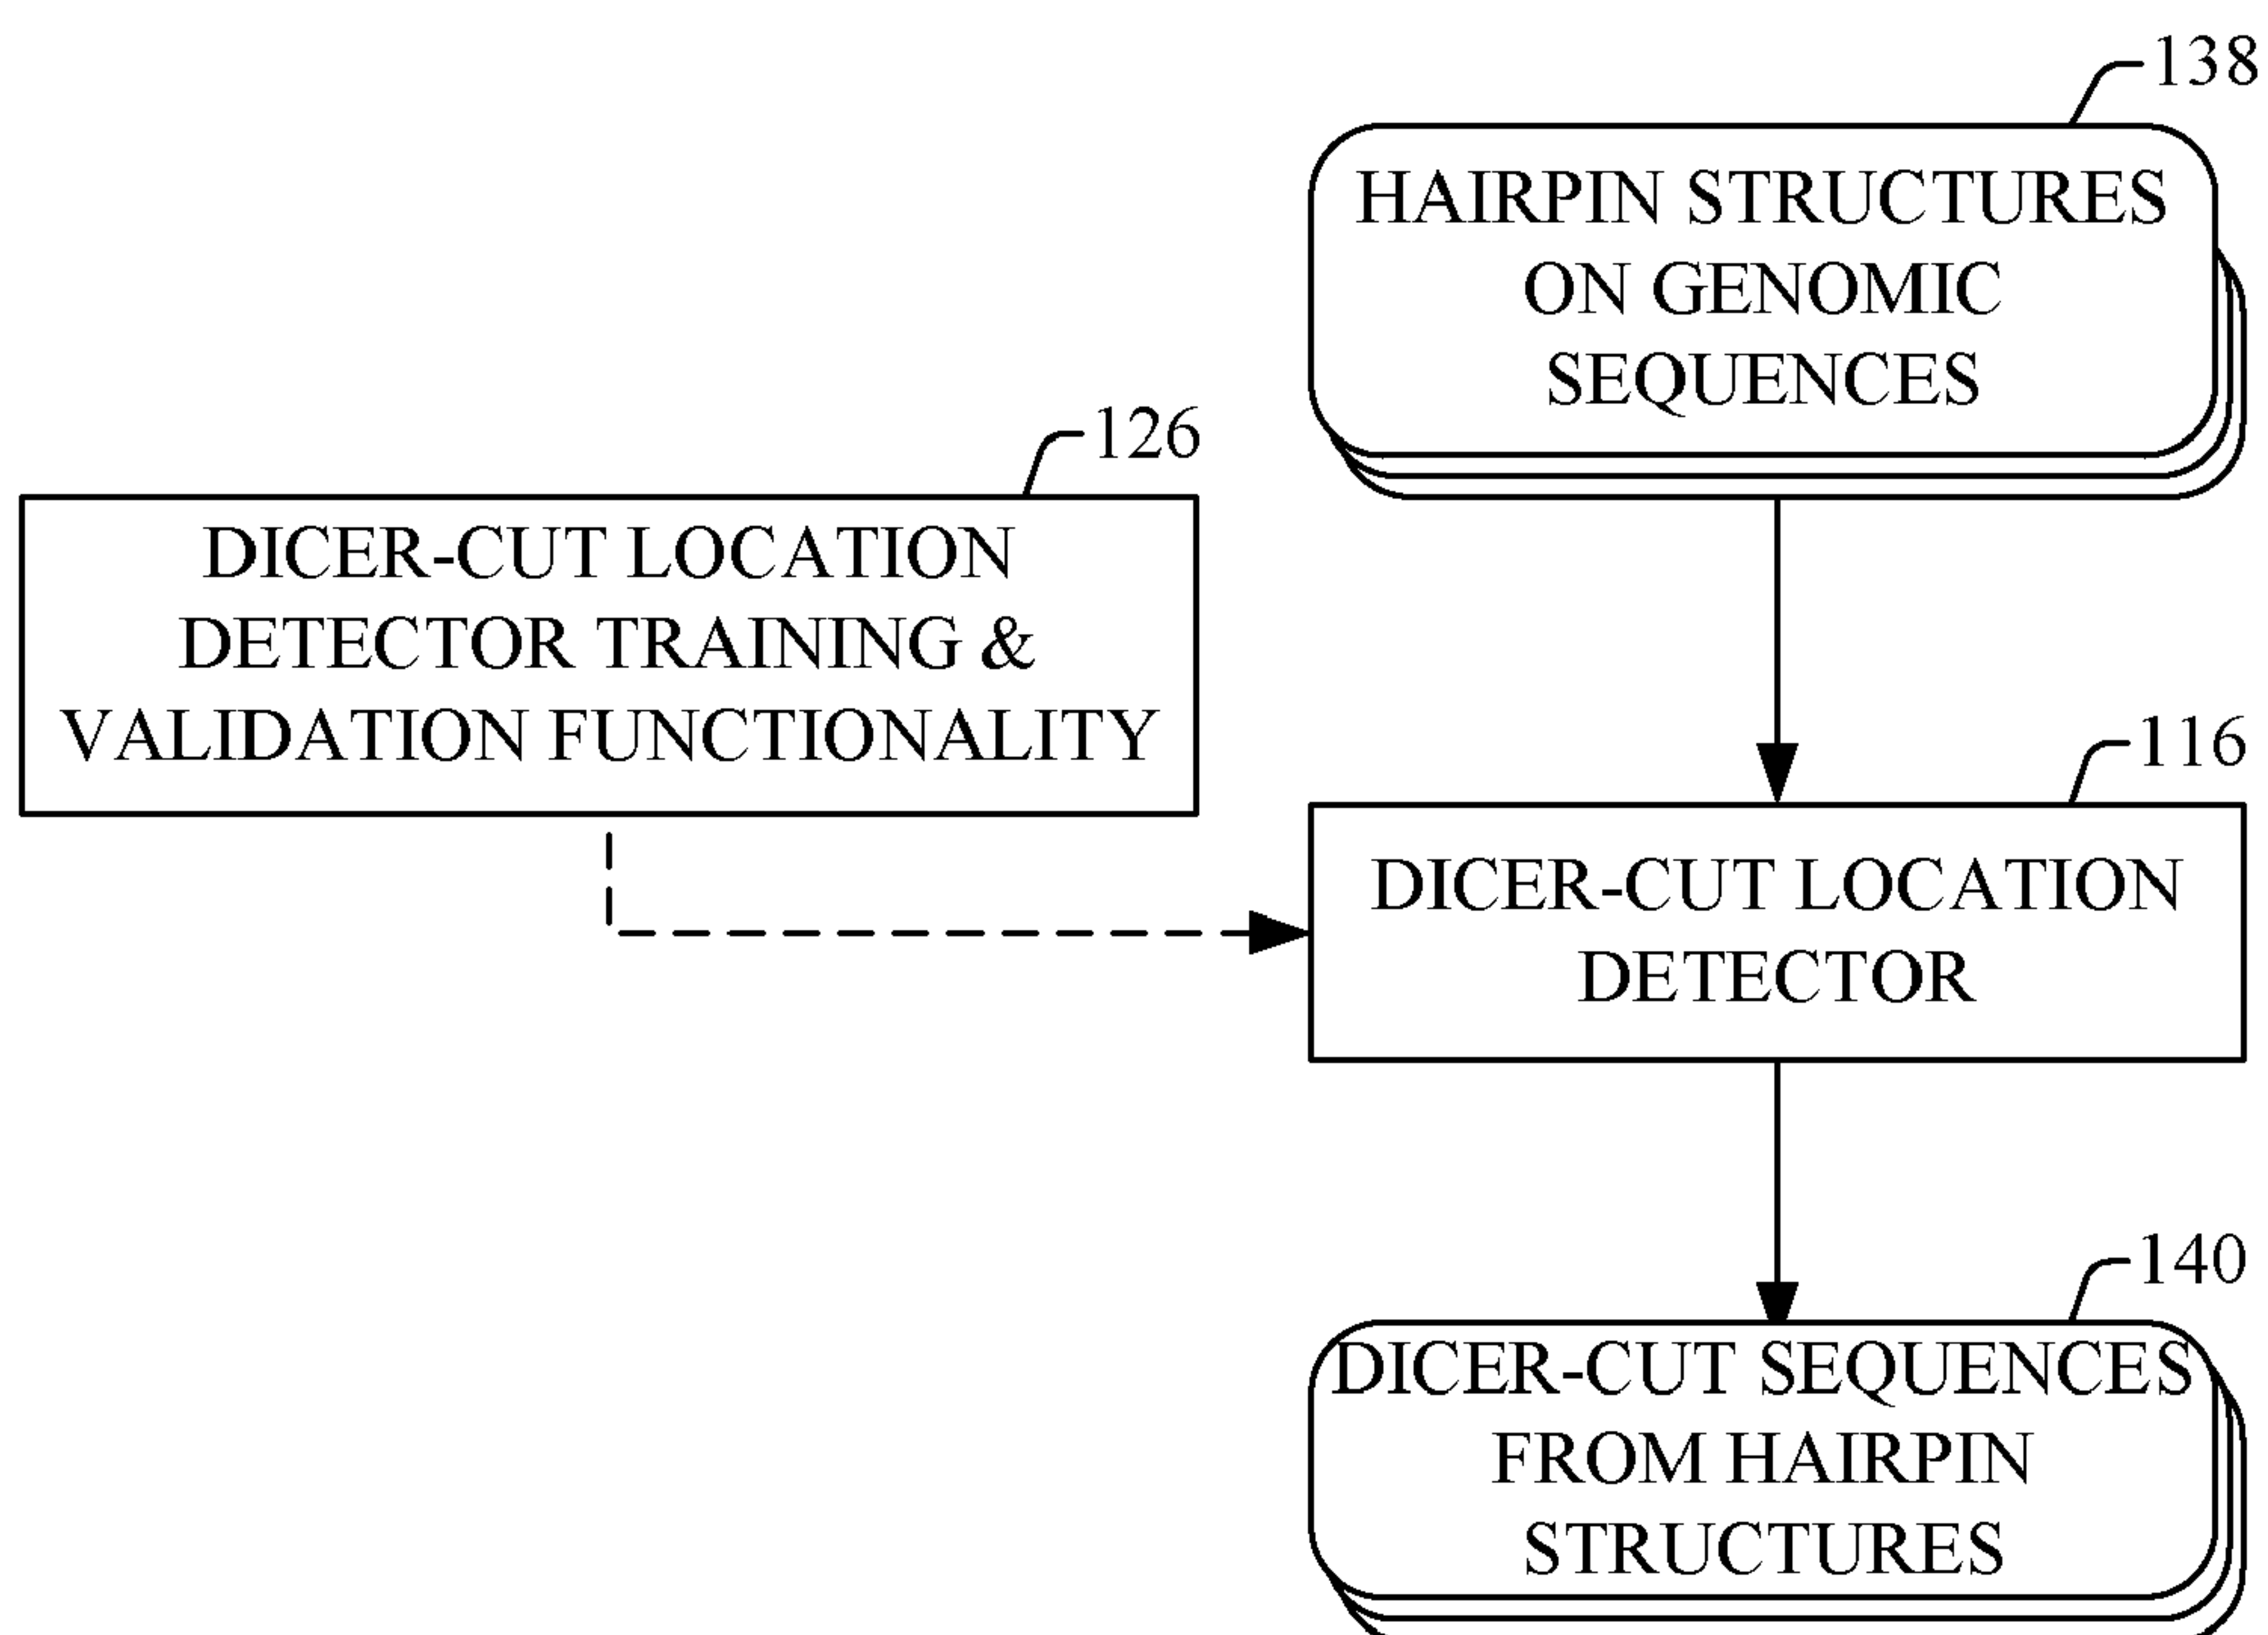 138
HAIRPIN STRUCTURES
ON GENOMIC
SEQUENCES
126
DICER-CUT LOCATION
DETECTOR TRAINING &
VALIDATION FUNCTIONALITY
116
DICER-CUT LOCATION
DETECTOR
140
DICER-CUT SEQUENCES
FROM HAIRPIN
STRUCTURES